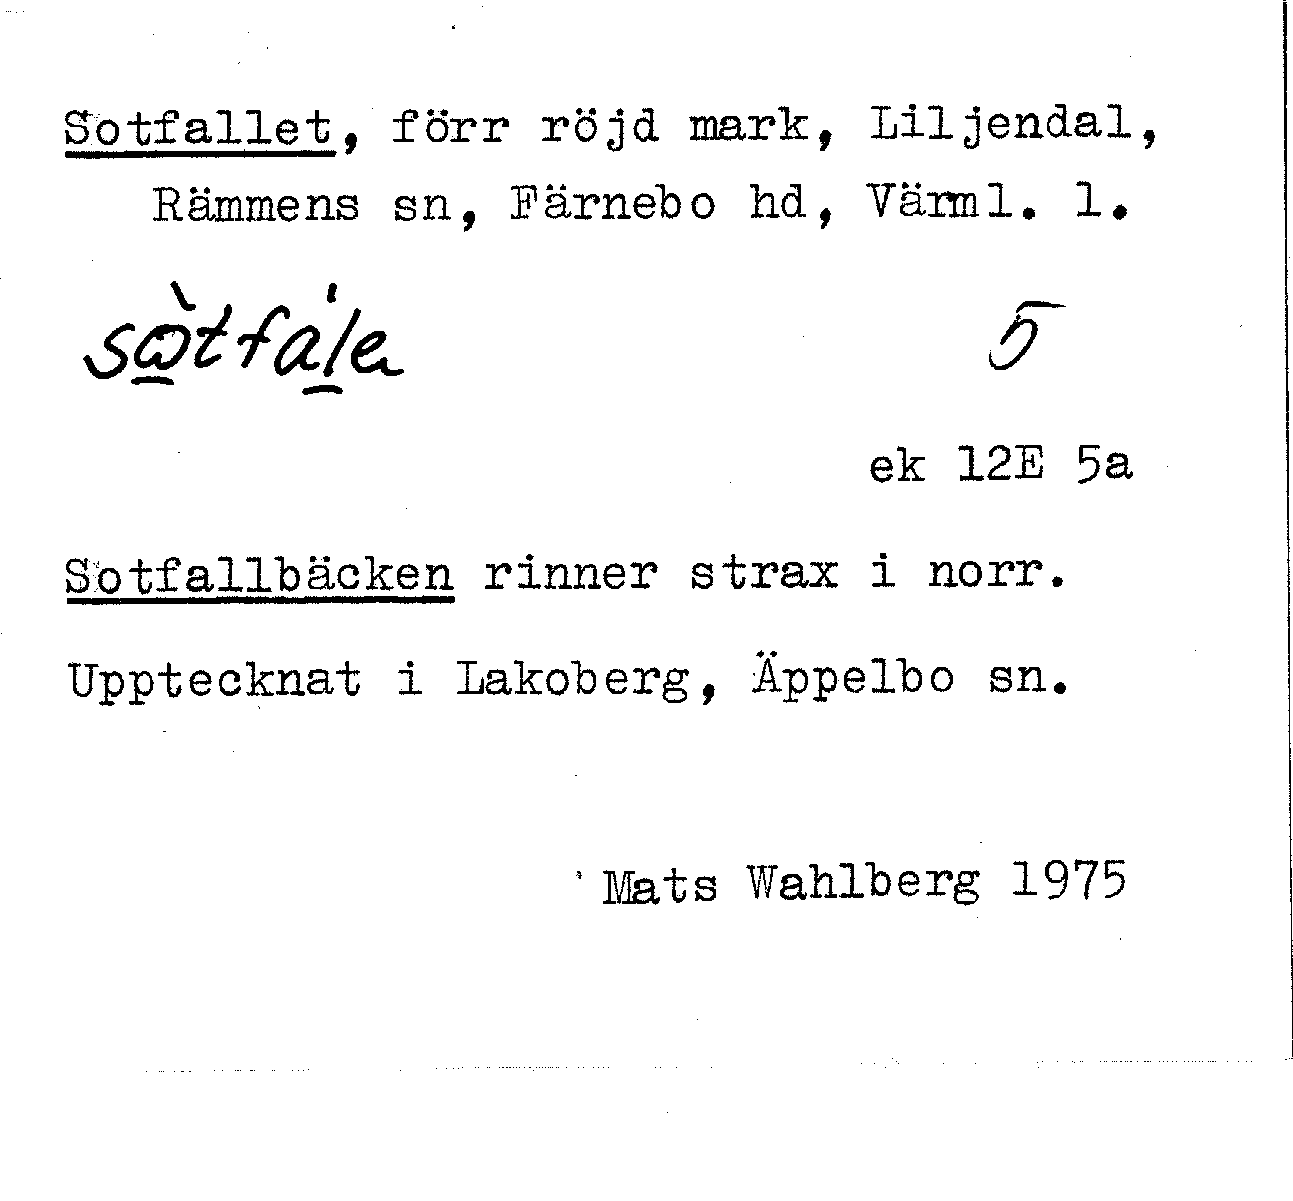 Sotfallet, förr röjd mark, Liljendal,
Rämmens sn, Färnebo hd, Värml. l.
5
ek 12E 5a
Sotfallbäcken rinner strax i norr.
Upptecknat i Lakoberg, Äppelbo sn.
Mats Wahlberg 1975